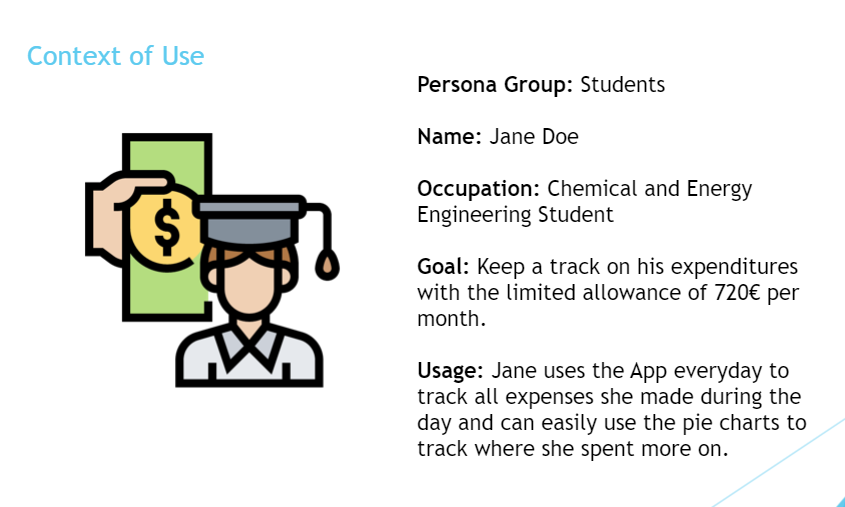 Context of Use
Persona Group: Students
Name: Jane Doe
Occupation: Chemical and Energy
Engineering Student
Goal: Keep a track on his expenditures
with the limited allowance of 720€ per
month.
Usage: Jane uses the App everyday to
track all expenses she made during the
day and can easily use the pie charts to
track where she spent more on.
$